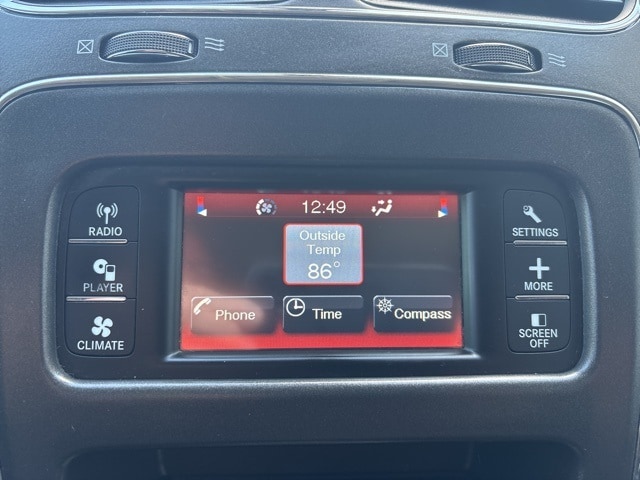 12:49
RADIO
PLAYER
CLIMATE
Outside
Temp
86°
Phone
Time
Compass
SETTINGS
MORE
SCREEN
OFF